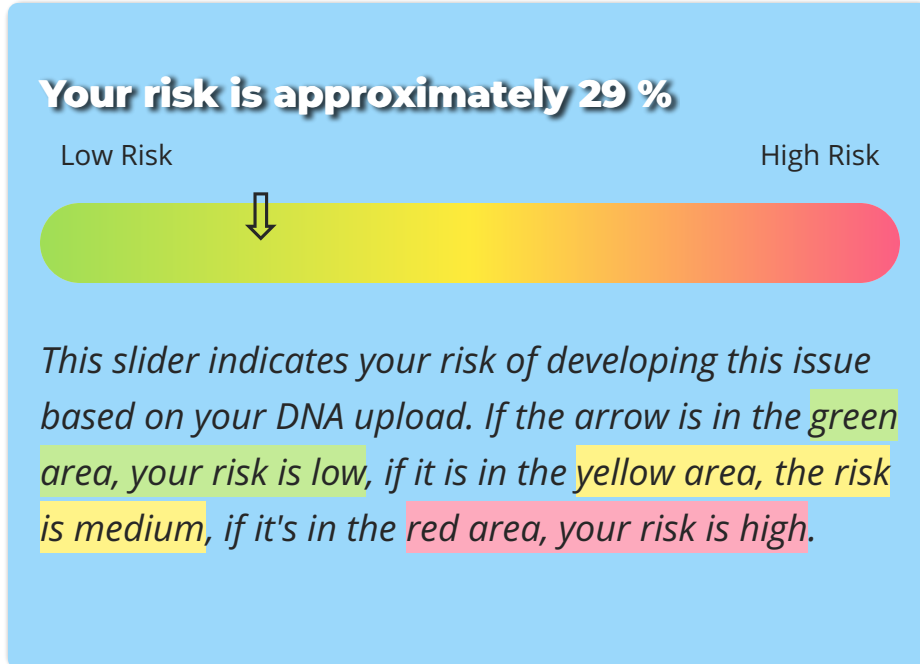 Your risk is approximately 29 %
Low Risk
High Risk
This slider indicates your risk of developing this issue
based on your DNA upload. If the arrow is in the green
area, your risk is low, if it is in the yellow area, the risk
is medium, if it's in the red area, your risk is high.